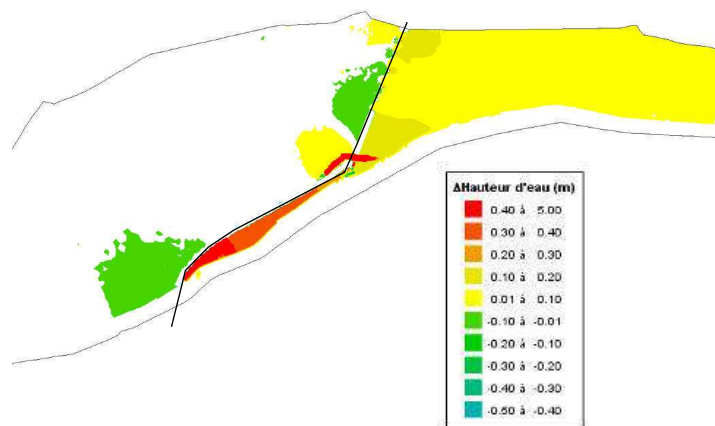 ΔHauteur d'eau (m)
0.40 à 5.00
0.30 à 0.40
0.20 à 0.30
0.10 à 0.20
0.01 à 0.10
-0.10 à -0.01
-0.20 à -0.10
-0.30 à -0.20
-0.40 à -0.30
-0.50 à -0.40